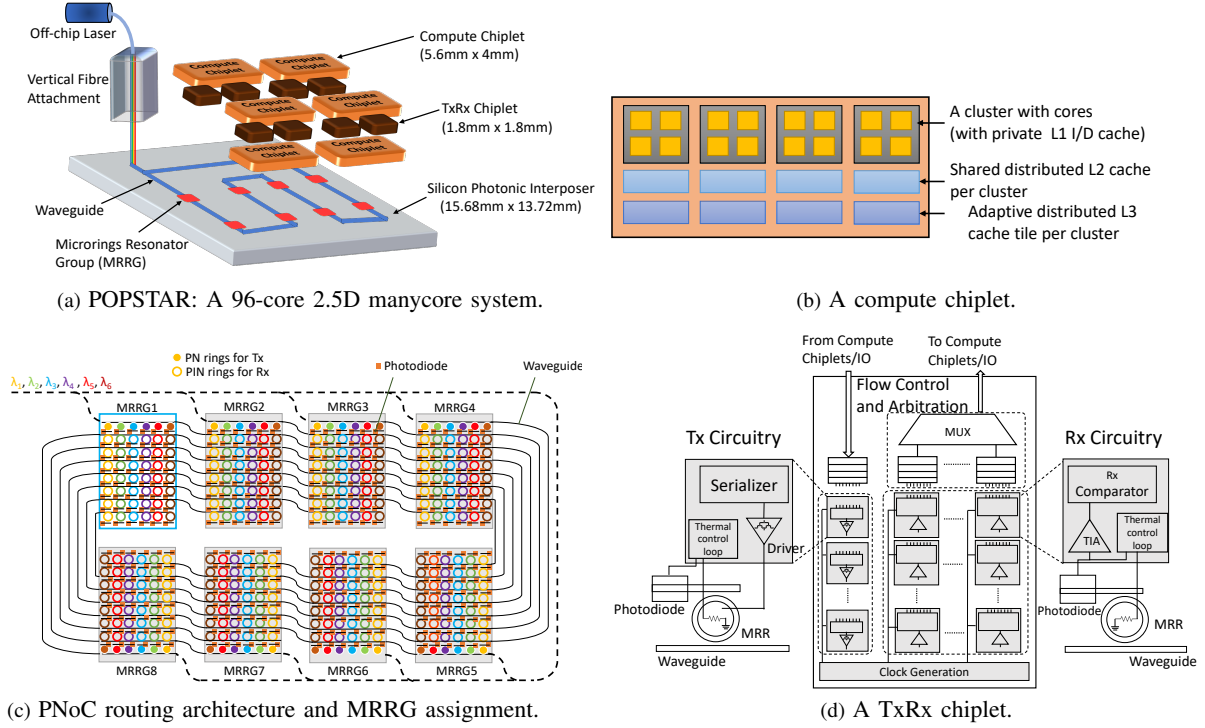 Off-chip Laser
Vertical Fibre
Attachment
Compute
Chiplet
Compute
Chiplet
Compute
Chiplet
Compute
Chiplet
Compute
Chiplet
Compute
Chiplet
Compute Chiplet
(5.6mm x 4mm)
TxRx Chiplet
(1.8mm x 1.8mm)
Silicon Photonic Interposer
(15.68mm x 13.72mm)
Waveguide
Microrings Resonator
Group (MRRG)
(a) POPSTAR: A 96-core 2.5D manycore system.
A cluster with cores
(with private L1 I/D cache)
Shared distributed L2 cache
per cluster
Adaptive distributed L3
cache tile per cluster
(b) A compute chiplet.
PN rings for Tx
PIN rings for Rx
Photodiode
Waveguide
λ1, λ2, λ3, λ4 , λ5, λ6
MRRG1
MRRG2
MRRG3
MRRG4
MRRG8
MRRG7
MRRG6
MRRG5
(c) PNoC routing architecture and MRRG assignment.
From Compute
Chiplets/IO
To Compute
Chiplets/IO
Flow Control
and Arbitration
MUX
Tx Circuitry
Serializer
Thermal
control
loop
Driver
Photodiode
MRR
Waveguide
Rx Circuitry
Rx
Comparator
TIA
Thermal
control
loop
Photodiode
MRR
Waveguide
Clock Generation
(d) A TxRx chiplet.